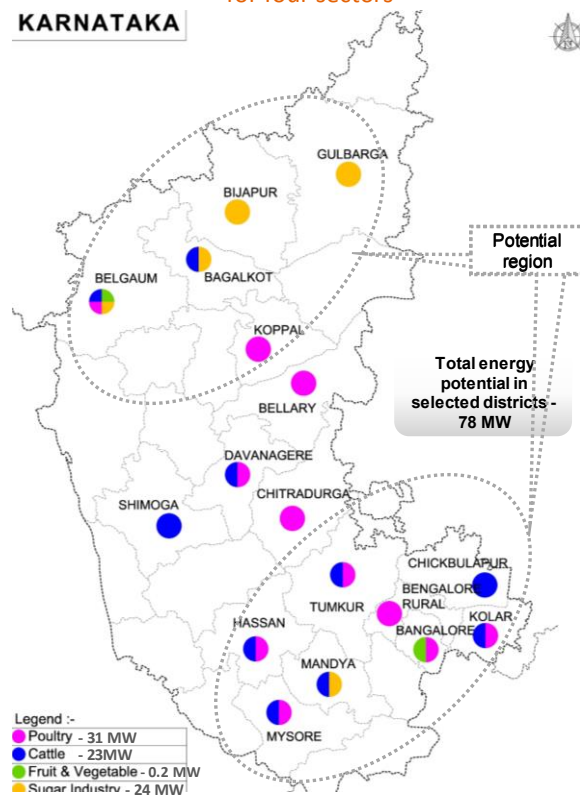 for four sectors
KARNATAKA
GULBARGA
BIJAPUR
Potential
region
BELGAUM
BAGALKOT
KOPPAL
Total energy
potential in
selected districts -
78 MW
BELLARY
DAVANAGERE
CHITRADURGA
SHIMOGA
CHICKBULAPUR
TUMKUR
BENGALORE
RURAL
HASSAN
BANGALORE
KOLAR
MANDYA
MYSORE
Legend :-
Poultry - 31 MW
Cattle - 23MW
Fruit & Vegetable - 0.2 MW
Sugar Industry - 24 MW